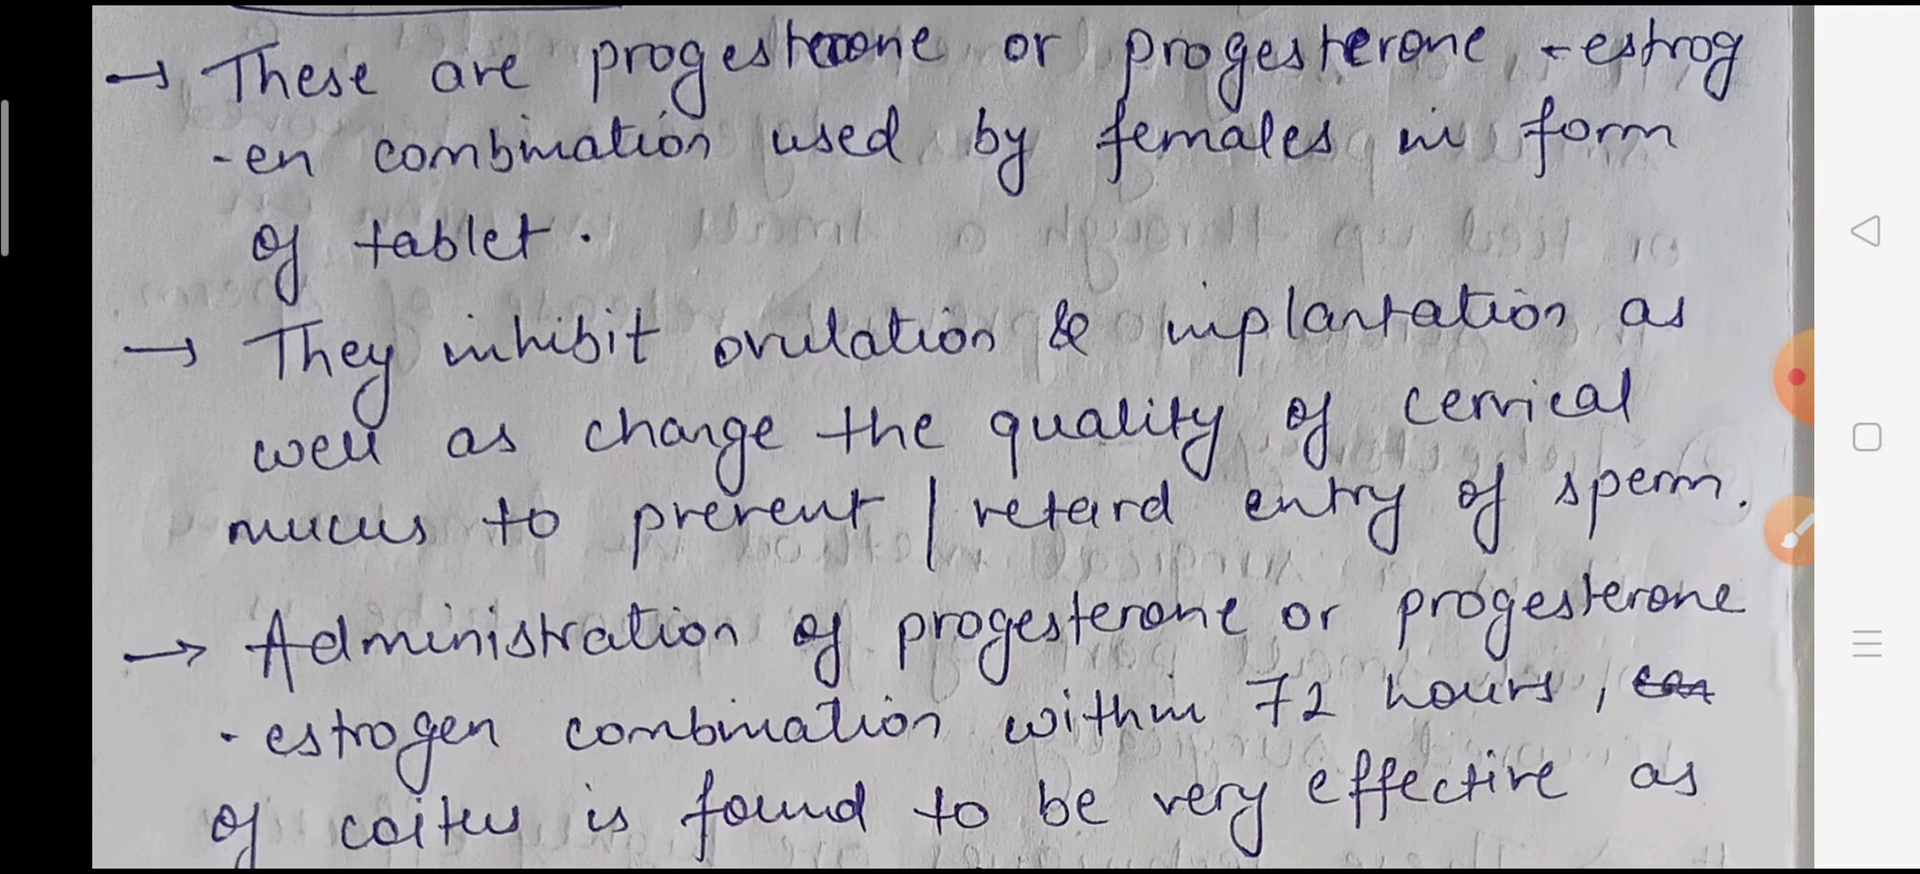 → These are progesterone or progesterone, -estrog
-en combination used by females in form
of tablet.
→ They inhibit ovulation & implantation as
well as change the quality of cervical
mucus to prevent / retard entry of sperm.
→ Administration of progesterone or progesterone
-estrogen combination within 72 hours,
of coitus is found to be very effective as